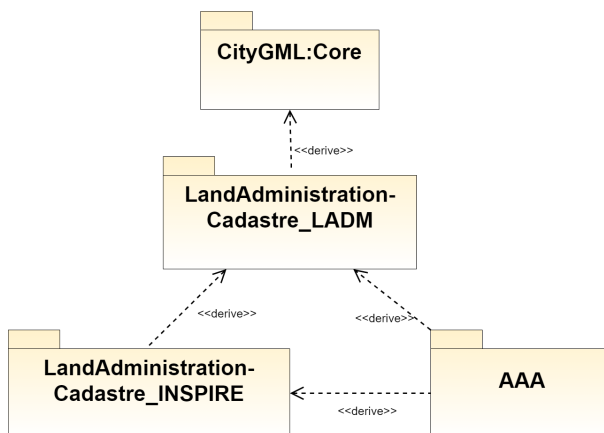 CityGML:Core
<<derive>>
LandAdministration-
Cadastre_LADM
<<derive>>
<<derive>>
LandAdministration-
Cadastre_INSPIRE
AAA
<<derive>>